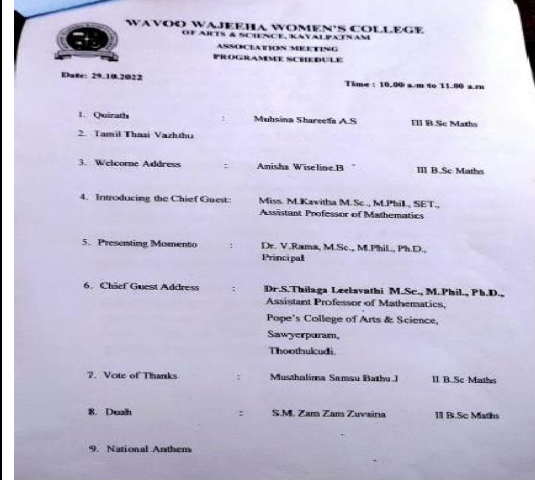 WAVOO WAJEEHA WOMEN'S COLLEGE
OF ARTS & SCIENCE, KAYALPATNAM
ASSOCIATION MEETING
PROGRAMME SCHEDULE
Date: 29.10.2022
Time : 10.00 a.m to 11.00 a.m
1. Quirath : Muhsina Shareefa A.S III B.Sc Maths
2. Tamil Thaai Vazhthu
3. Welcome Address : Anisha Wiseline.B III B.Sc Maths
4. Introducing the Chief Guest: Miss. M.Kavitha M.Sc., M.Phil., SET.,
Assistant Professor of Mathematics
5. Presenting Momento : Dr. V.Rama, M.Sc., M.Phil., Ph.D.,
Principal
6. Chief Guest Address : Dr.S.Thilaga Leelavathi M.Sc., M.Phil., Ph.D.,
Assistant Professor of Mathematics,
Pope's College of Arts & Science,
Sawyerpuram,
Thoothukudi.
7. Vote of Thanks : Musthalima Samsu Bathu.J II B.Sc Maths
8. Duah : S.M. Zam Zam Zuvaina II B.Sc Maths
9. National Anthem